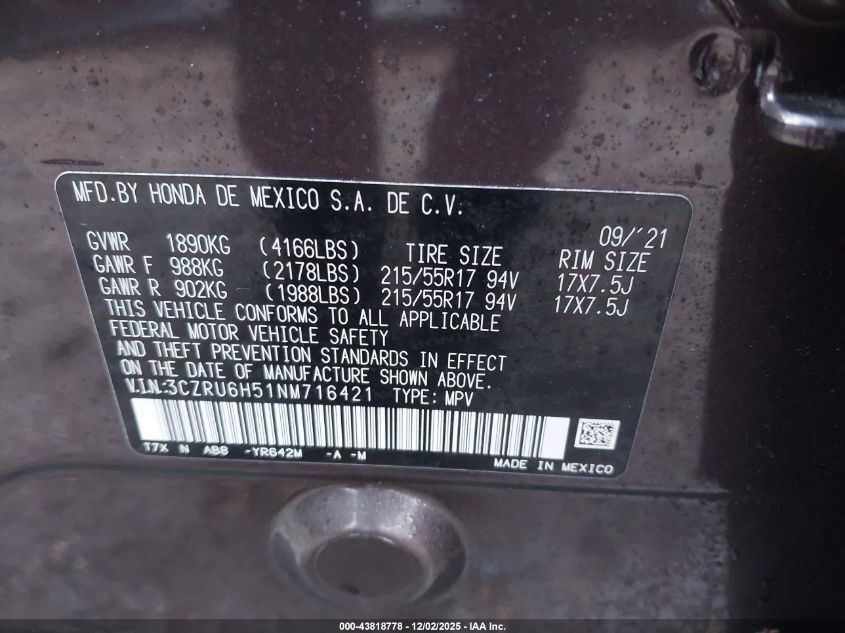 MFD.BY HONDA DE MEXICO S.A. DE C.V.
09/'21
GVWR 1890KG (4166LBS) TIRE SIZE RIM SIZE
GAWR F 988KG (2178LBS) 215/55R17 94V 17X7.5J
GAWR R 902KG (1988LBS) 215/55R17 94V 17X7.5J
THIS VEHICLE CONFORMS TO ALL APPLICABLE
FEDERAL MOTOR VEHICLE SAFETY
AND THEFT PREVENTION STANDARDS IN EFFECT
ON THE DATE OF MANUFACTURE SHOWN ABOVE.
V.I.N.:3CZRU6H51NM716421 TYPE: MPV
T7X N AB8 -YR642M -A -M
MADE IN MEXICO
000-43818778 - 12/02/2025 - IAA Inc.